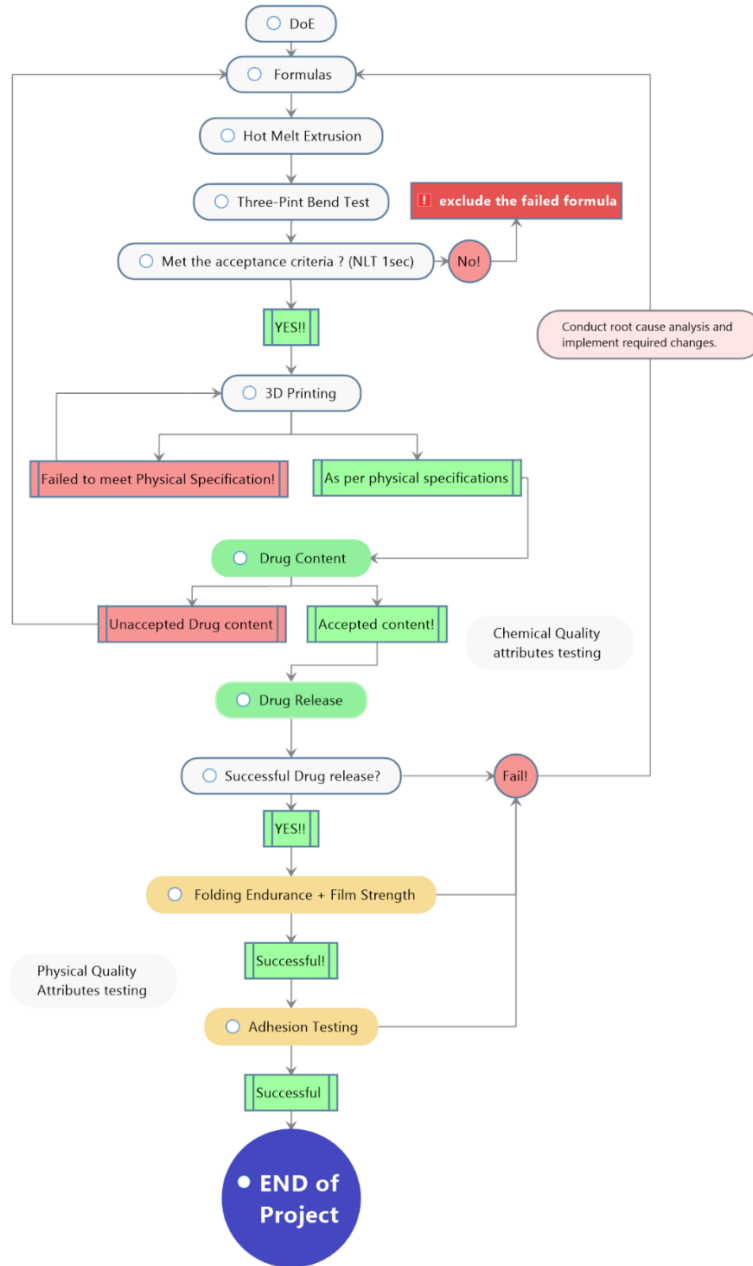 DoE
Formulas
Hot Melt Extrusion
Three-Pint Bend Test
! exclude the failed formula
Met the acceptance criteria ? (NLT 1sec)
No!
YES!!
Conduct root cause analysis and
implement required changes.
3D Printing
Failed to meet Physical Specification!
As per physical specifications
Drug Content
Unaccepted Drug content
Accepted content!
Chemical Quality
attributes testing
Drug Release
Successful Drug release?
Fail!
YES!!
Folding Endurance + Film Strength
Successful!
Physical Quality
Attributes testing
Adhesion Testing
Successful
END of
Project